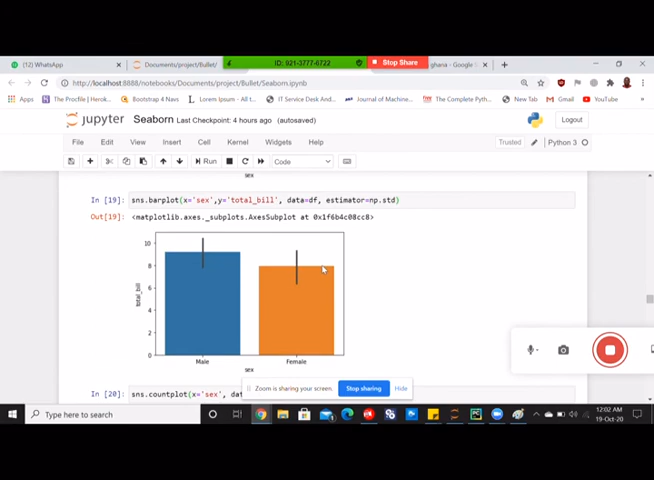 (12) WhatsApp
Documents/project/Bullet/
ID: 921-3777-6722
Stop Share
ghana - Google S
http://localhost:8888/notebooks/Documents/project/Bullet/Seaborn.ipynb
Apps
The Procfile | Herok...
Bootstrap 4 Navs
Lorem Ipsum - All t...
IT Service Desk And...
Journal of Machine...
The Complete Pyth...
New Tab
Gmail
YouTube
jupyter
Seaborn
Last Checkpoint: 4 hours ago
(autosaved)
Logout
File
Edit
View
Insert
Cell
Kernel
Widgets
Help
Trusted
Python 3
Run
Code
sex
In [19]:
sns.barplot(x='sex',y='total_bill', data=df, estimator=np.std)
Out[19]:
<matplotlib.axes._subplots.AxesSubplot at 0x1f6b4c08cc8>
10
8
6
4
2
0
total_bill
Male
Female
sex
Zoom is sharing your screen.
Stop sharing
Hide
In [20]:
sns.countplot(x='sex', dat
Type here to search
12:02 AM
19-Oct-20